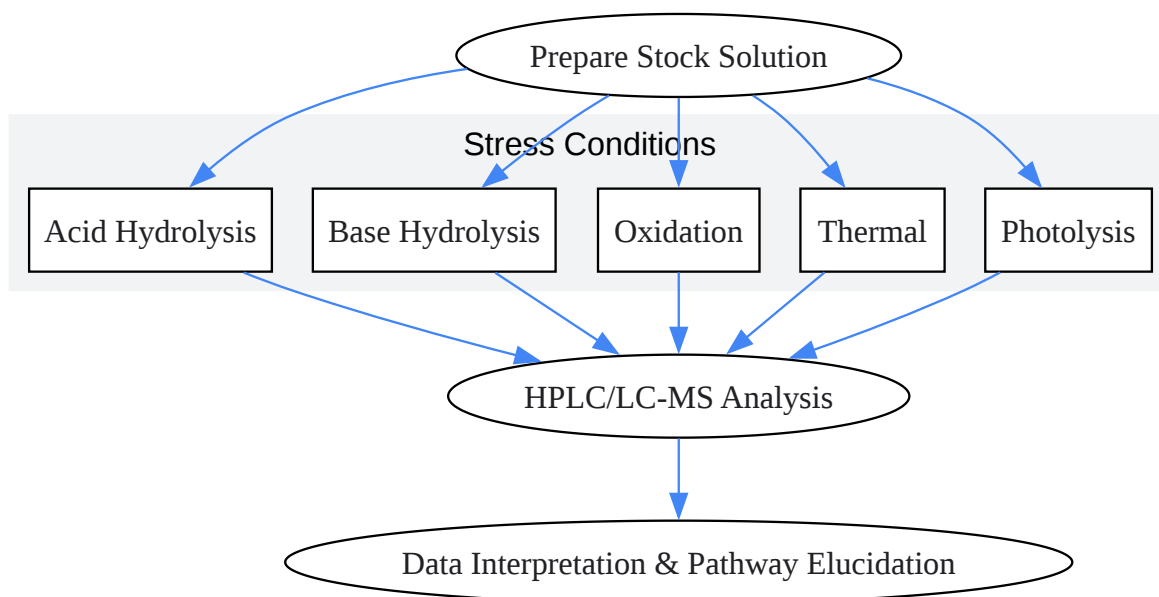 Prepare Stock Solution
Stress Conditions
Acid Hydrolysis
Base Hydrolysis
Oxidation
Thermal
Photolysis
HPLC/LC-MS Analysis
Data Interpretation & Pathway Elucidation